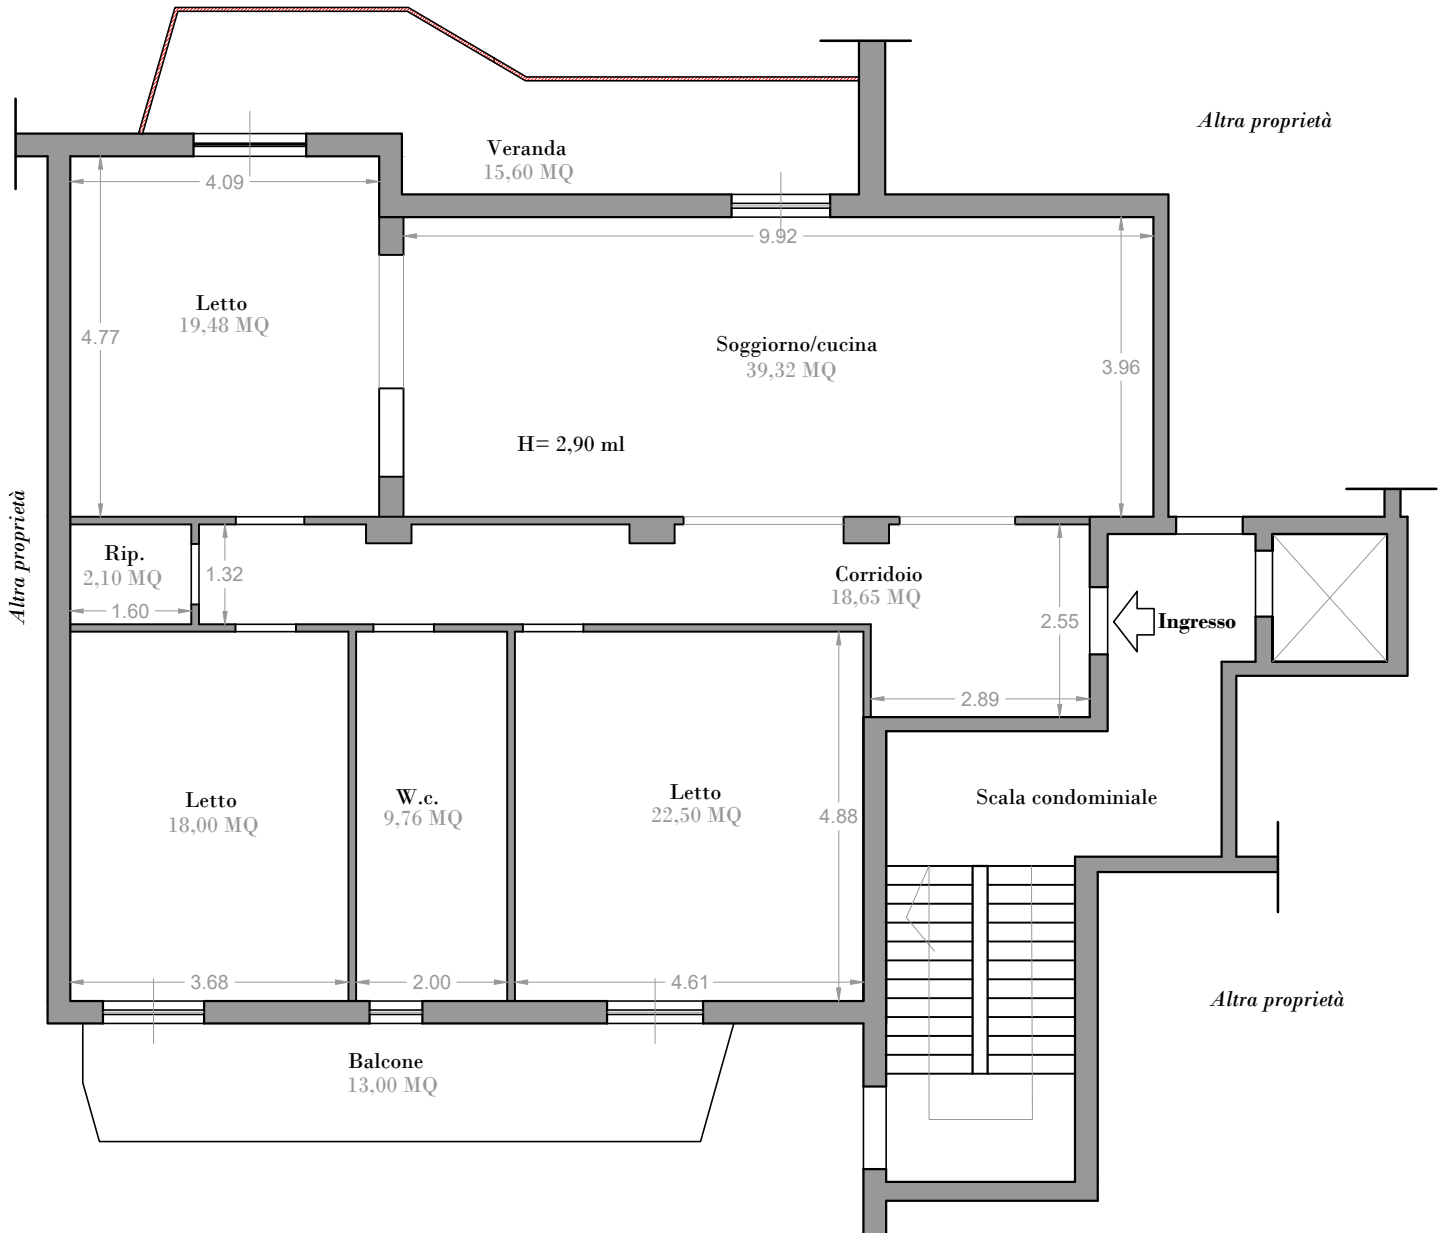 Altra proprietà
Veranda
15,60 MQ
4.09
9.92
Letto
19,48 MQ
4.77
Soggiorno/cucina
39,32 MQ
3.96
H= 2,90 ml
Altra proprietà
Rip.
2,10 MQ
1.60
1.32
Corridoio
18,65 MQ
2.55
Ingresso
2.89
Letto
18,00 MQ
W.c.
9,76 MQ
Letto
22,50 MQ
4.88
Scala condominiale
3.68
2.00
4.61
Altra proprietà
Balcone
13,00 MQ